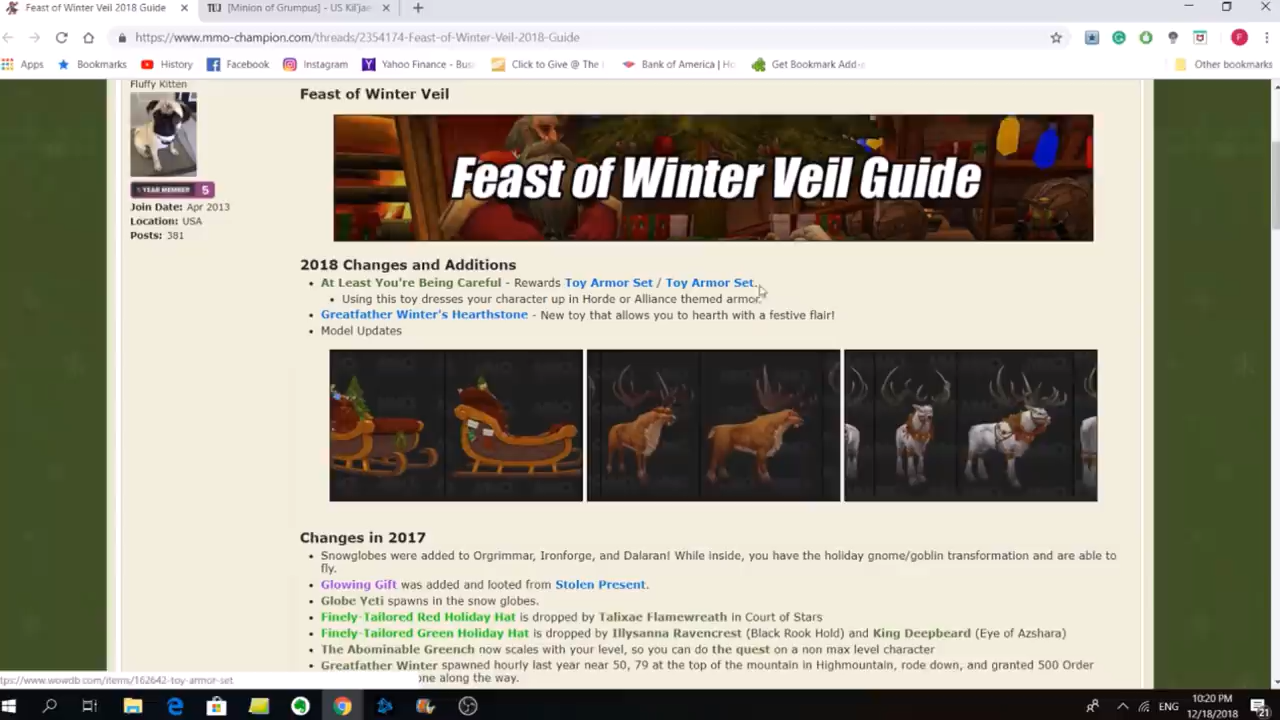 Feast of Winter Veil 2018 Guide
[Minion of Grumpus] - US Kil'jae
https://www.mmo-champion.com/threads/2354174-Feast-of-Winter-Veil-2018-Guide
Apps Bookmarks History Facebook Instagram Yahoo Finance - Bus Click to Give @ The Bank of America | Ho Get Bookmark Add- Other bookmarks
Fluffy Kitten
Feast of Winter Veil
Feast of Winter Veil Guide
1 YEAR MEMBER 5
Join Date: Apr 2013
Location: USA
Posts: 381
2018 Changes and Additions
At Least You're Being Careful - Rewards Toy Armor Set / Toy Armor Set.
Using this toy dresses your character up in Horde or Alliance themed armor.
Greatfather Winter's Hearthstone - New toy that allows you to hearth with a festive flair!
Model Updates
Changes in 2017
Snowglobes were added to Orgrimmar, Ironforge, and Dalaran! While inside, you have the holiday gnome/goblin transformation and are able to
fly.
Glowing Gift was added and looted from Stolen Present.
Globe Yeti spawns in the snow globes.
Finely-Tailored Red Holiday Hat is dropped by Talixae Flamewreath in Court of Stars
Finely-Tailored Green Holiday Hat is dropped by Illysanna Ravencrest (Black Rook Hold) and King Deepbeard (Eye of Azshara)
The Abominable Greench now scales with your level, so you can do the quest on a non max level character
Greatfather Winter spawned hourly last year near 50, 79 at the top of the mountain in Highmountain, rode down, and granted 500 Order
one along the way.
ttps://www.wowdb.com/items/162642-toy-armor-set
ENG
10:20 PM
12/18/2018
21